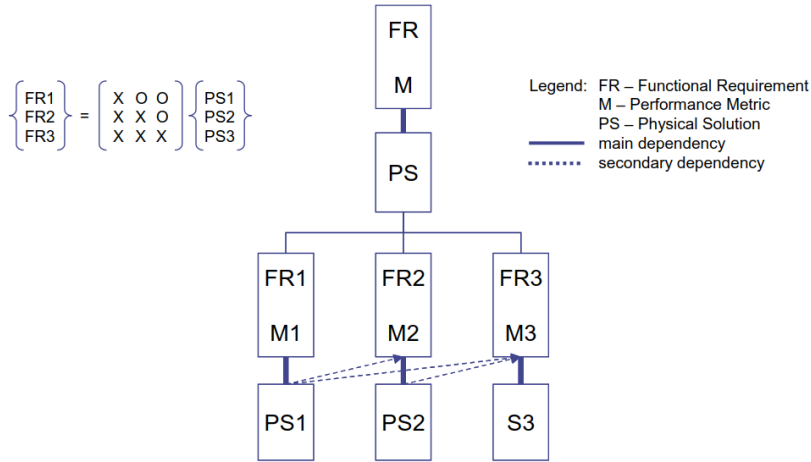 FR
M
FR1 = X O O PS1
FR2 X X O PS2
FR3 X X X PS3
Legend: FR – Functional Requirement
M – Performance Metric
PS – Physical Solution
main dependency
secondary dependency
PS
FR1 FR2 FR3
M1 M2 M3
PS1 PS2 S3